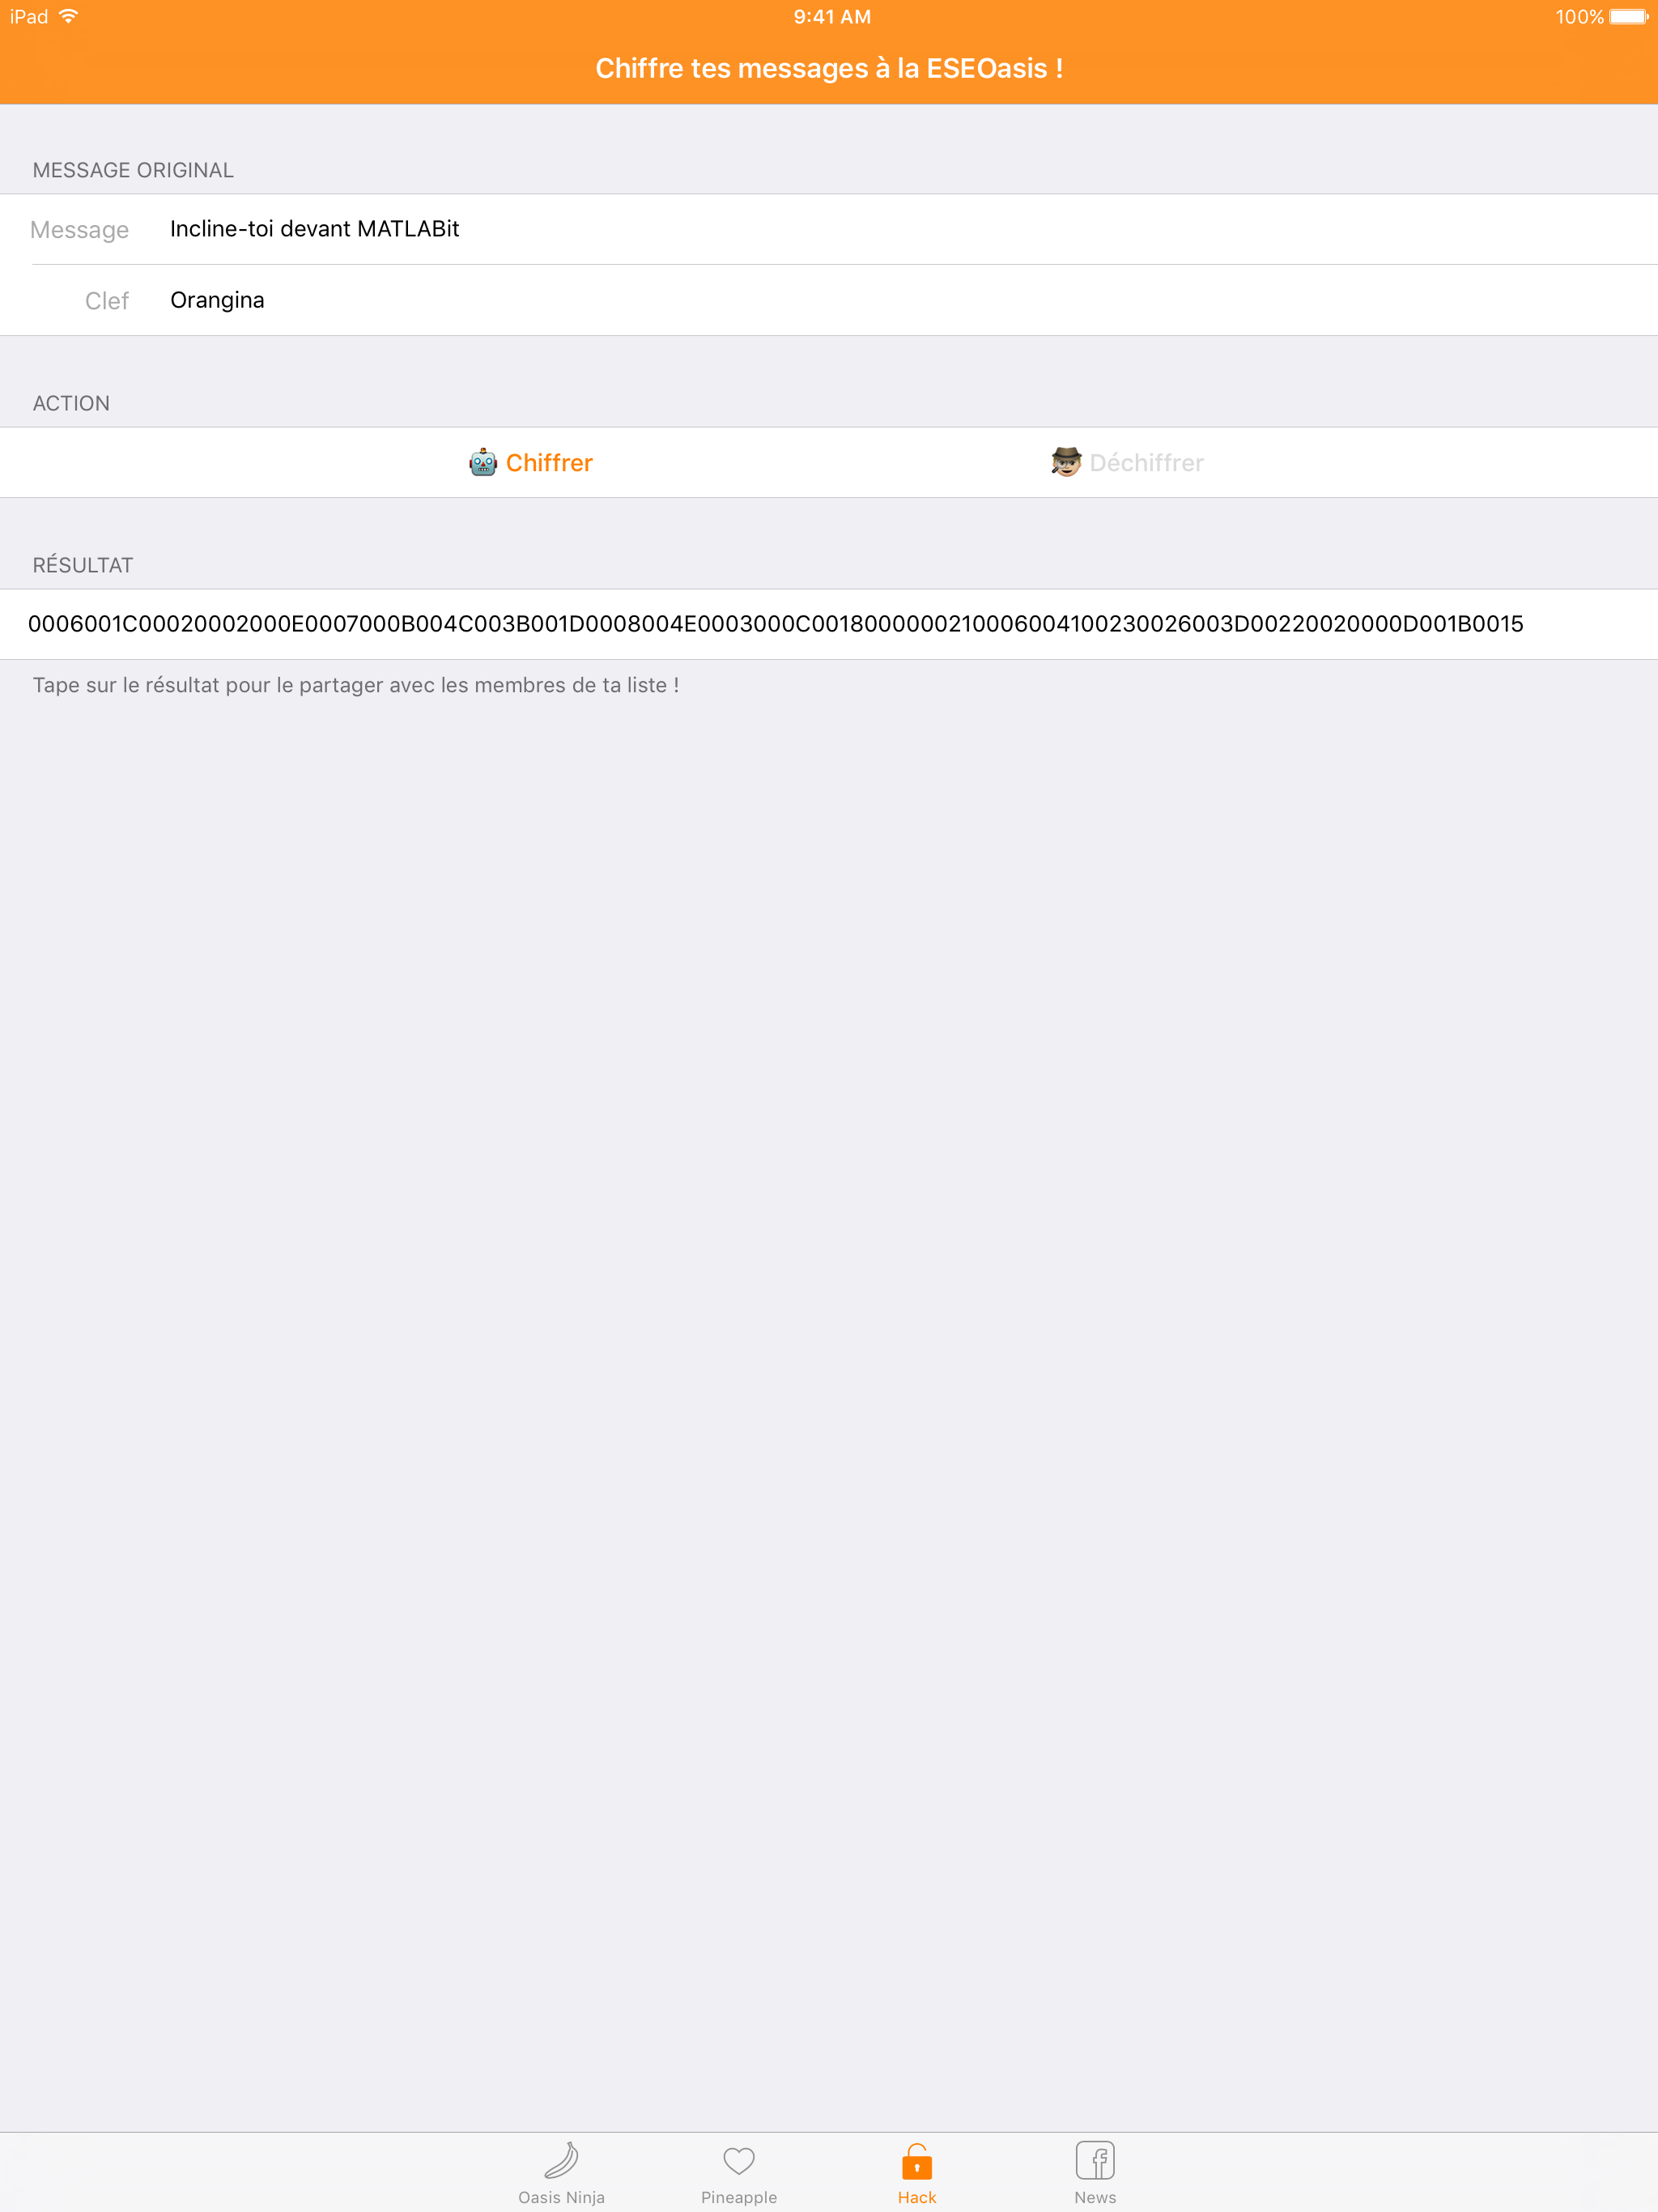 iPad 9:41 AM 100%
Chiffre tes messages à la ESEOasis !
MESSAGE ORIGINAL
Message Incline-toi devant MATLABit
Clef Orangina
ACTION
Chiffrer Déchiffrer
RÉSULTAT
0006001C00020002000E0007000B004C003B001D0008004E0003000C0018000000210006004100230026003D00220020000D001B0015
Tape sur le résultat pour le partager avec les membres de ta liste !
Oasis Ninja Pineapple Hack News